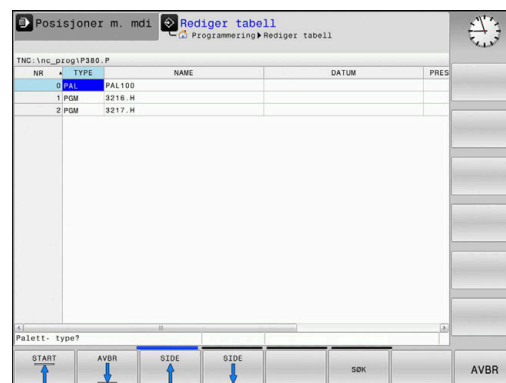 Posisjoner m. mdi
Rediger tabell
Programmering Rediger tabell
TNC:\nc_prog\P380.P
NR TYPE NAME DATUM PRES
0 PAL PAL100
1 PGM 3216.H
2 PGM 3217.H
Palett- type?
START AVBR SIDE SIDE SØK AVBR